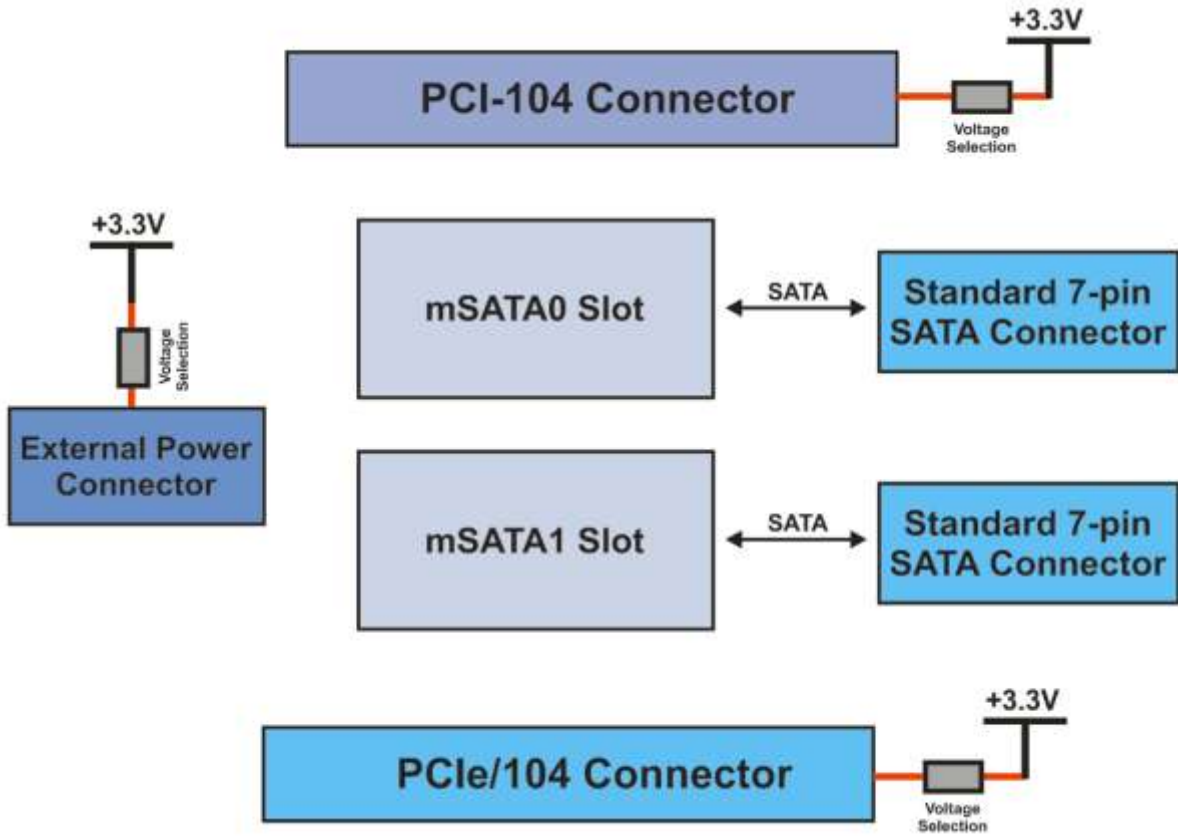 +3.3V
PCI-104 Connector
Voltage
Selection
+3.3V
Voltage
Selection
External Power
Connector
mSATA0 Slot
SATA
Standard 7-pin
SATA Connector
mSATA1 Slot
SATA
Standard 7-pin
SATA Connector
+3.3V
PCIe/104 Connector
Voltage
Selection